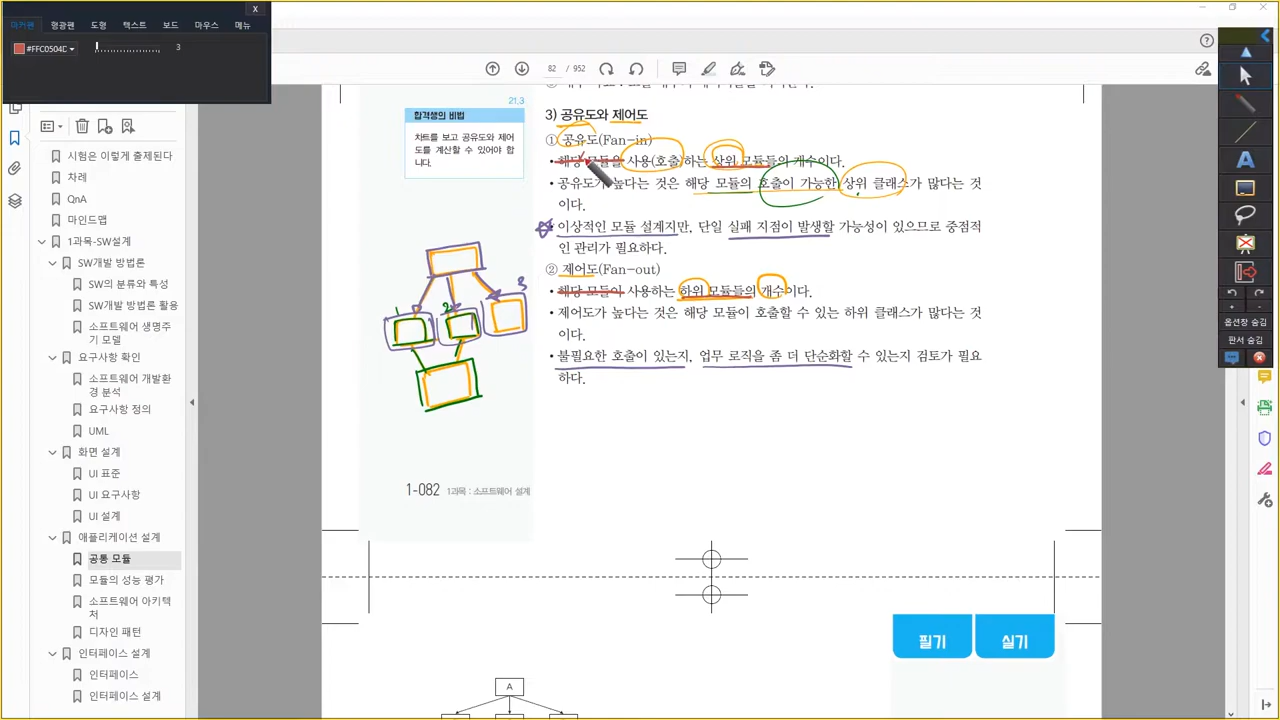 X
마커펜 형광펜 도형 텍스트 보드 마우스 메뉴
#FFC0504D 3
82 / 952
시험은 이렇게 출제된다
차례
QnA
마인드맵
1과목-SW설계
SW개발 방법론
SW의 분류와 특성
SW개발 방법론 활용
소프트웨어 생명주
기 모델
요구사항 확인
소프트웨어 개발환
경 분석
요구사항 정의
UML
화면 설계
UI 표준
UI 요구사항
UI 설계
애플리케이션 설계
공통 모듈
모듈의 성능 평가
소프트웨어 아키텍
처
디자인 패턴
인터페이스 설계
인터페이스
인터페이스 설계
21.3
합격생의 비법
차트를 보고 공유도와 제어
도를 계산할 수 있어야 합
니다.
1
2
3
1-082 1과목 : 소프트웨어 설계
3) 공유도와 제어도
① 공유도(Fan-in)
• 해당 모듈을 사용(호출)하는 상위 모듈들의 개수이다.
• 공유도가 높다는 것은 해당 모듈의 호출이 가능한 상위 클래스가 많다는 것
이다.
• 이상적인 모듈 설계지만, 단일 실패 지점이 발생할 가능성이 있으므로 중점적
인 관리가 필요하다.
② 제어도(Fan-out)
• 해당 모듈이 사용하는 하위 모듈들의 개수이다.
• 제어도가 높다는 것은 해당 모듈이 호출할 수 있는 하위 클래스가 많다는 것
이다.
• 불필요한 호출이 있는지, 업무 로직을 좀 더 단순화할 수 있는지 검토가 필요
하다.
필기 실기
A
옵션창 숨김
판서 숨김